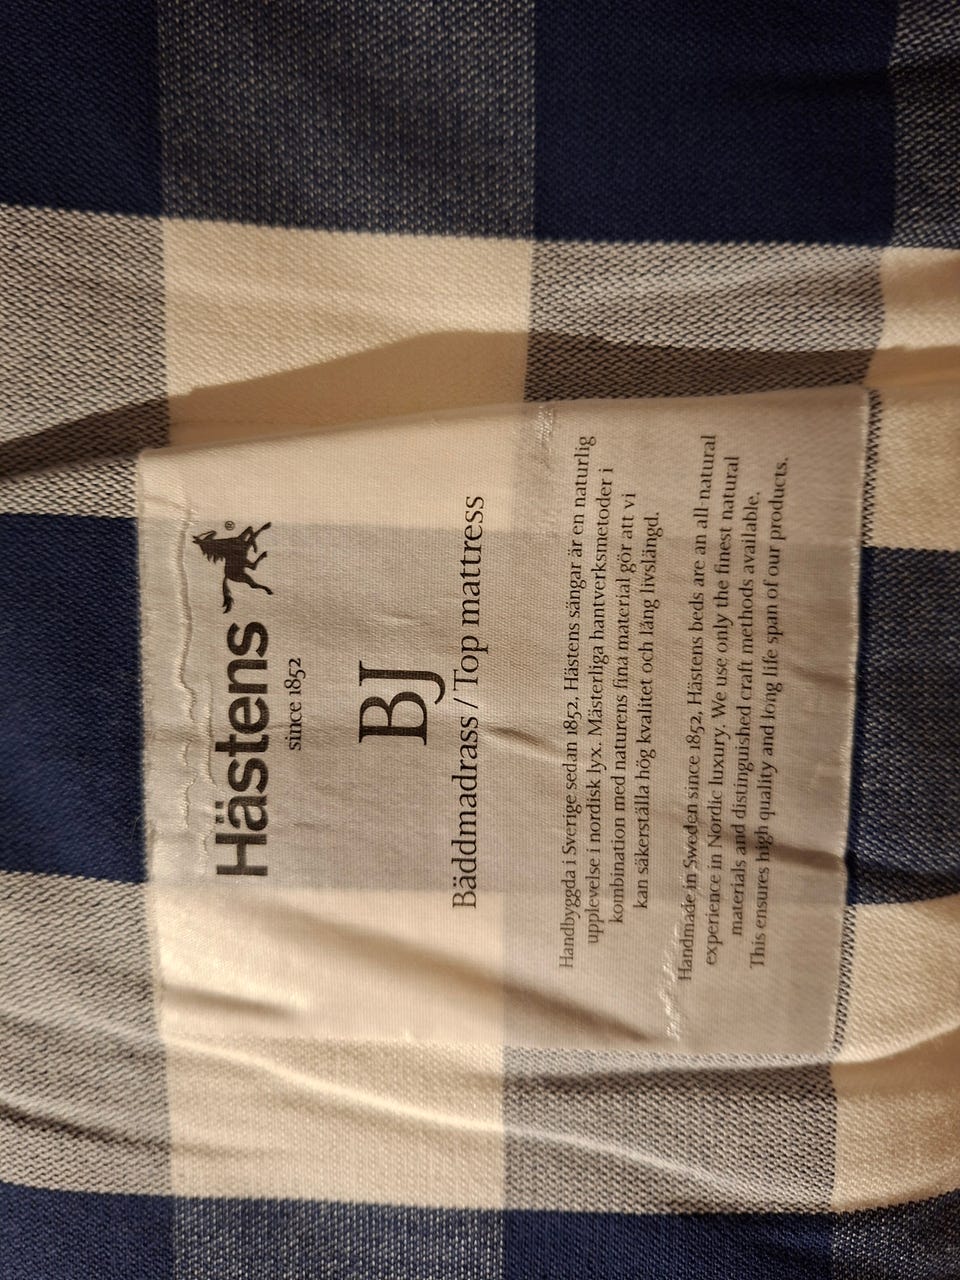 Hästens ®
since 1852
BJ
Bäddmadrass / Top mattress
Handbyggda i Sverige sedan 1852, Hästens sängar är en naturlig
upplevelse i nordisk lyx. Mästerliga hantverksmetoder i
kombination med naturens fina material gör att vi
kan säkerställa hög kvalitet och lång livslängd.
Handmade in Sweden since 1852, Hästens beds are an all-natural
experience in Nordic luxury. We use only the finest natural
materials and distinguished craft methods available.
This ensures high quality and long life span of our products.